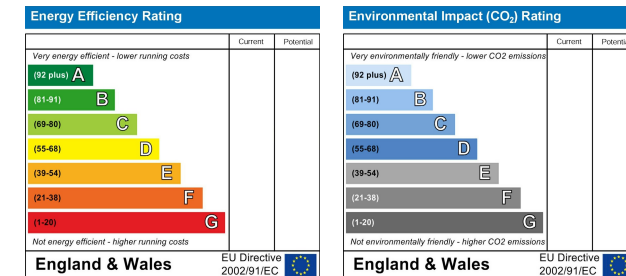 Energy Efficiency Rating
Current Potential
Very energy efficient - lower running costs
(92 plus) A
(81-91) B
(69-80) C
(55-68) D
(39-54) E
(21-38) F
(1-20) G
Not energy efficient - higher running costs
England & Wales
EU Directive
2002/91/EC
Environmental Impact (CO₂) Rating
Current Potential
Very environmentally friendly - lower CO2 emissions
(92 plus) A
(81-91) B
(69-80) C
(55-68) D
(39-54) E
(21-38) F
(1-20) G
Not environmentally friendly - higher CO2 emissions
England & Wales
EU Directive
2002/91/EC